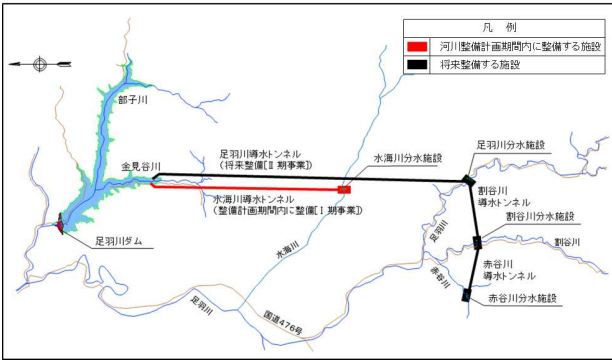 凡 例
河川整備計画期間内に整備する施設
将来整備する施設
部子川
金見谷川
足羽川導水トンネル
(将来整備[Ⅱ期事業])
水海川分水施設
足羽川分水施設
水海川導水トンネル
(整備計画期間内に整備[Ⅰ期事業])
割谷川
導水トンネル
割谷川分水施設
足羽川ダム
水海川
足羽川
割谷川
赤谷川
導水トンネル
赤谷川
赤谷川分水施設
足羽川
国道476号